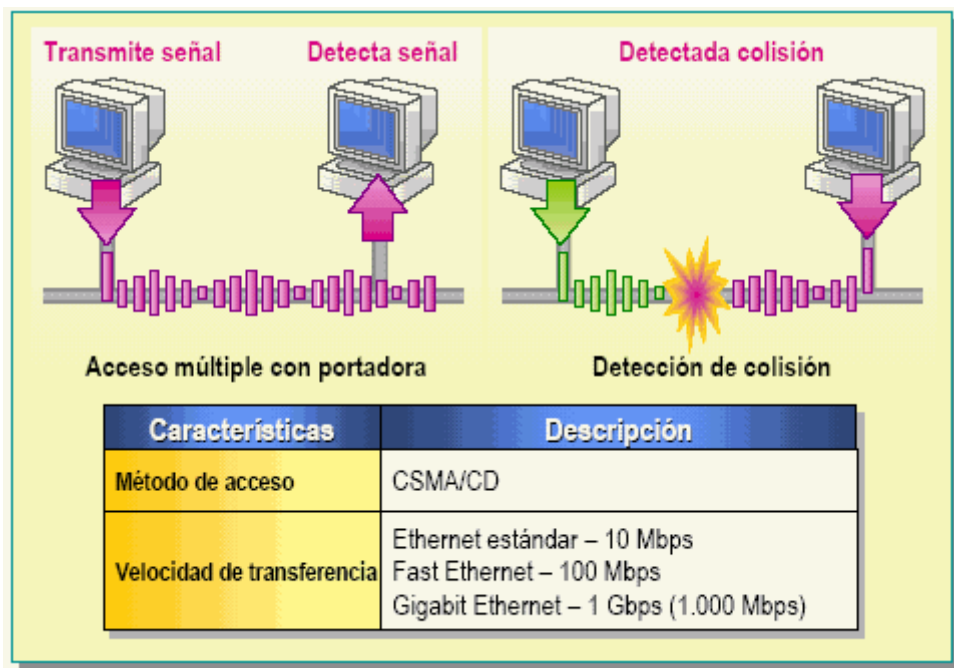 Transmite señal
Detecta señal
Detectada colisión
Acceso múltiple con portadora
Detección de colisión
Características
Descripción
Método de acceso
CSMA/CD
Velocidad de transferencia
Ethernet estándar – 10 Mbps
Fast Ethernet – 100 Mbps
Gigabit Ethernet – 1 Gbps (1.000 Mbps)